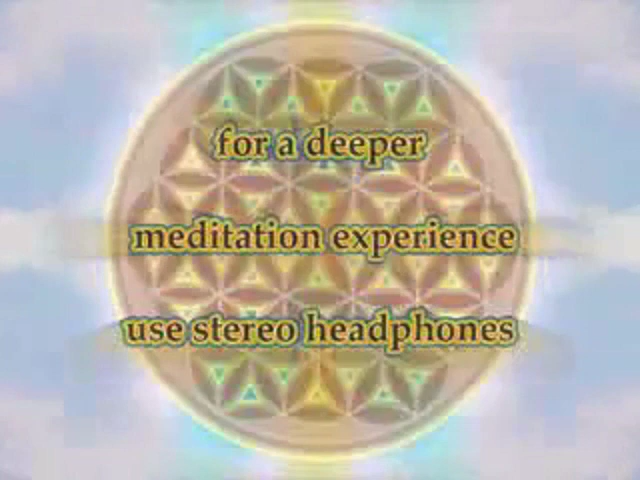 for a deeper
meditation experience
use stereo headphones